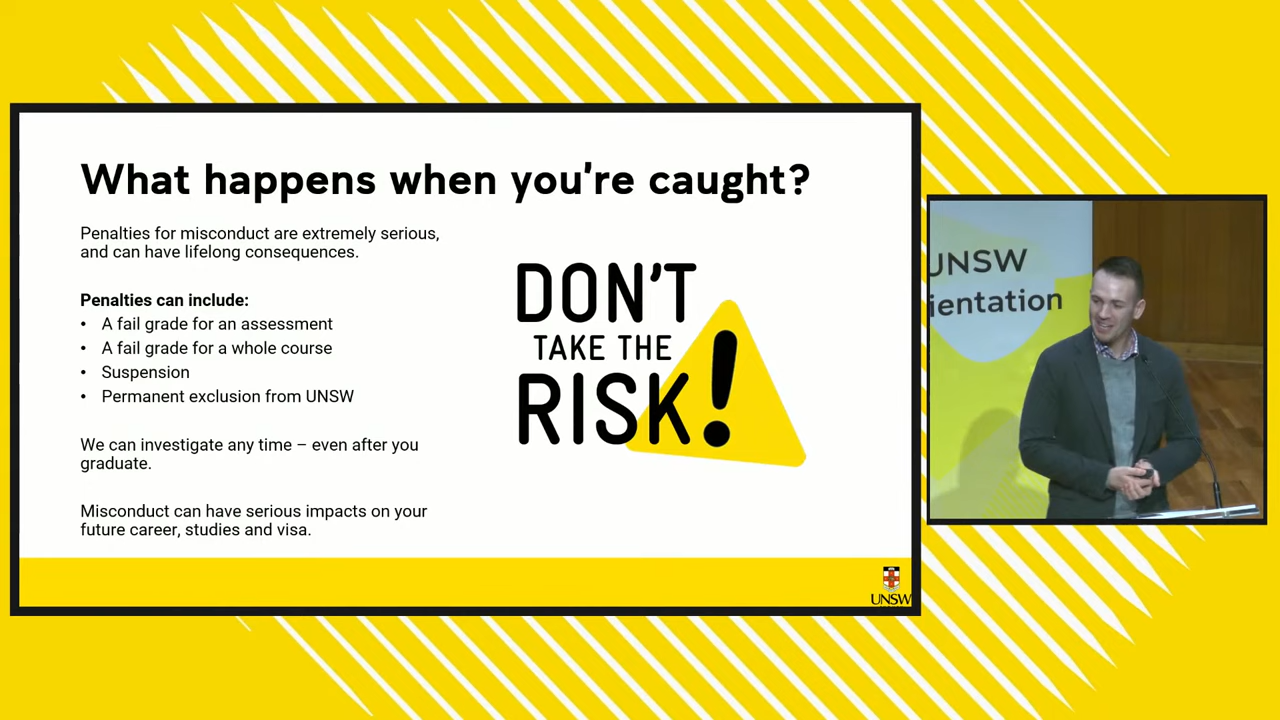 What happens when you're caught?
Penalties for misconduct are extremely serious,
and can have lifelong consequences.
Penalties can include:
• A fail grade for an assessment
• A fail grade for a whole course
• Suspension
• Permanent exclusion from UNSW
We can investigate any time – even after you
graduate.
Misconduct can have serious impacts on your
future career, studies and visa.
DON'T
TAKE THE
RISK!
UNSW
UNSW
ientation